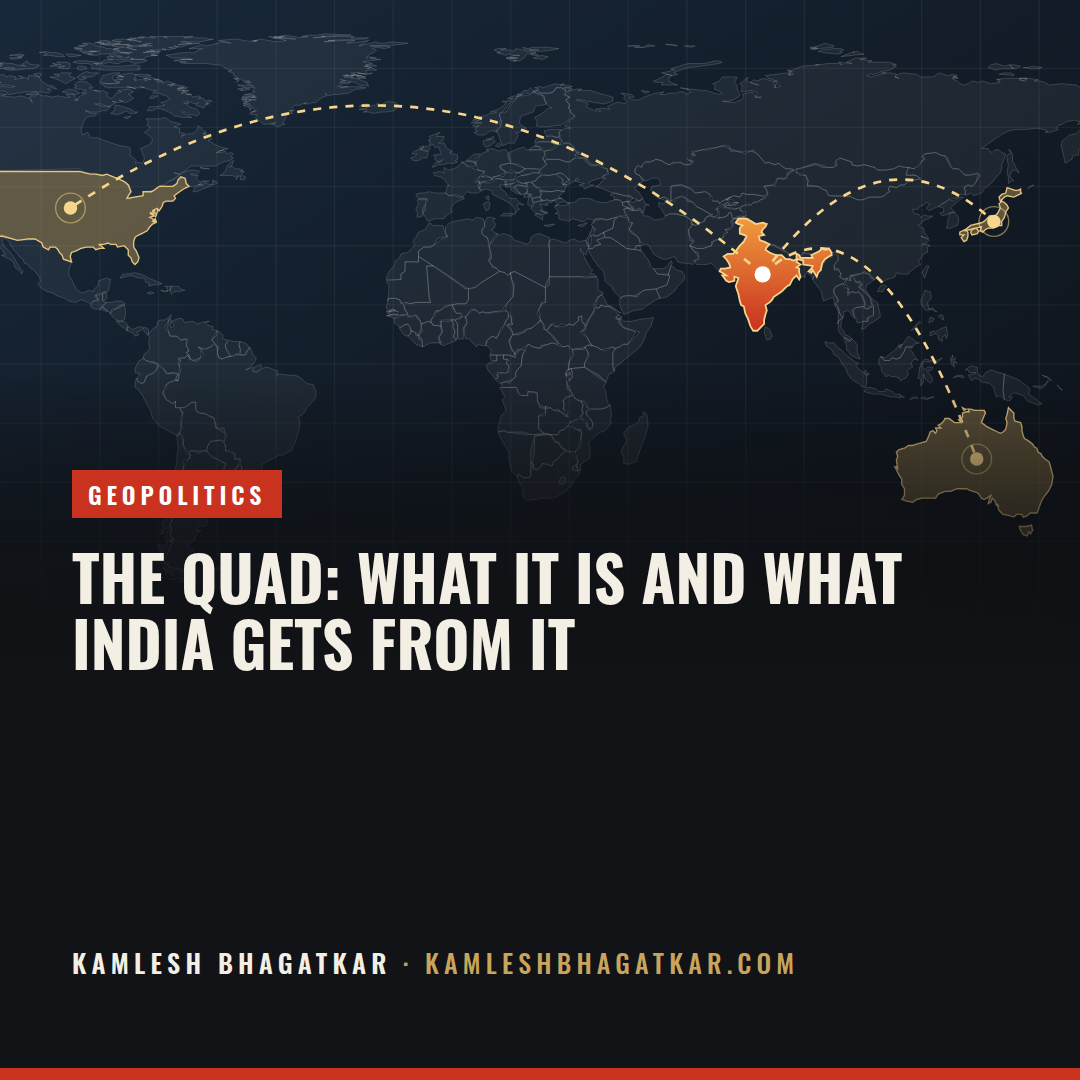 GEOPOLITICS
THE QUAD: WHAT IT IS AND WHAT
INDIA GETS FROM IT
KAMLESH BHAGATKAR · KAMLESHBHAGATKAR.COM